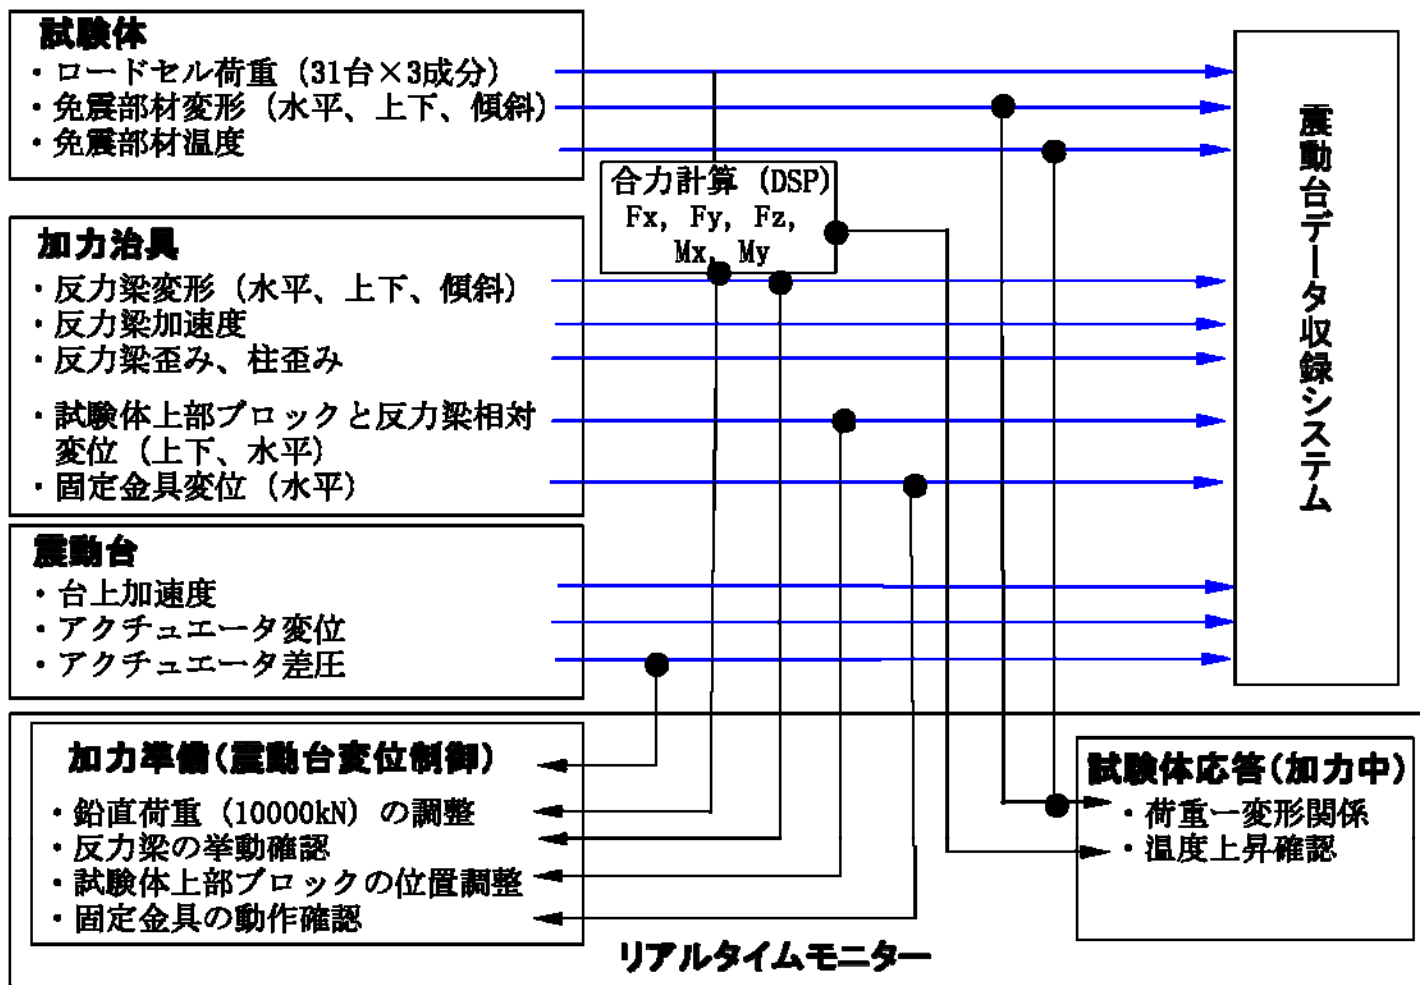 試験体
・ロードセル荷重（31台×3成分）
・免震部材変形（水平、上下、傾斜）
・免震部材温度
合力計算（DSP）
Fx, Fy, Fz,
Mx, My
加力治具
・反力梁変形（水平、上下、傾斜）
・反力梁加速度
・反力梁歪み、柱歪み
・試験体上部ブロックと反力梁相対
変位（上下、水平）
・固定金具変位（水平）
震動台
・台上加速度
・アクチュエータ変位
・アクチュエータ差圧
震動台データ収録システム
加力準備（震動台変位制御）
・鉛直荷重（10000kN）の調整
・反力梁の挙動確認
・試験体上部ブロックの位置調整
・固定金具の動作確認
試験体応答（加力中）
・荷重ー変形関係
・温度上昇確認
リアルタイムモニター